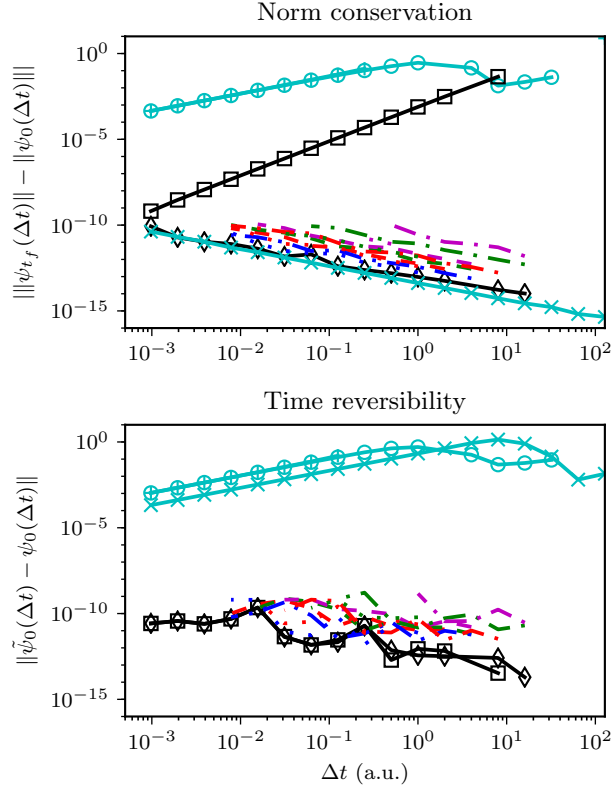 Norm conservation
|||ψ_{t_f}(Δt)|| − ||ψ_0(Δt)|||
10^0
10^{−5}
10^{−10}
10^{−15}
10^{−3} 10^{−2} 10^{−1} 10^0 10^1 10^2
Time reversibility
||ψ̃_0(Δt) − ψ_0(Δt)||
10^0
10^{−5}
10^{−10}
10^{−15}
10^{−3} 10^{−2} 10^{−1} 10^0 10^1 10^2
Δt (a.u.)